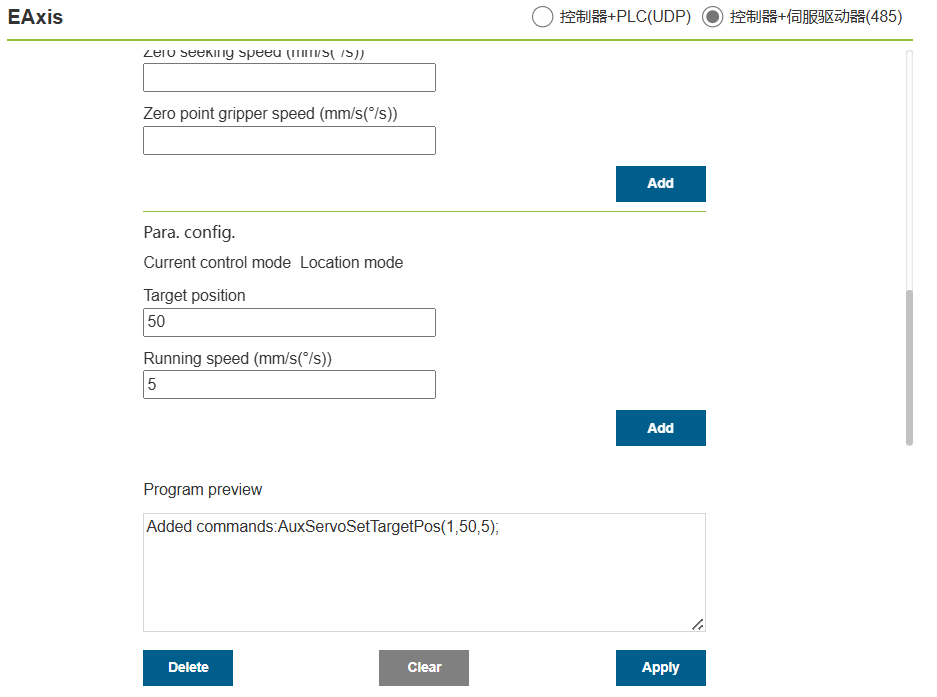 EAxis
控制器+PLC(UDP) 控制器+伺服驱动器(485)
Zero seeking speed (mm/s(°/s))
Zero point gripper speed (mm/s(°/s))
Add
Para. config.
Current control mode Location mode
Target position
50
Running speed (mm/s(°/s))
5
Add
Program preview
Added commands:AuxServoSetTargetPos(1,50,5);
Delete Clear Apply